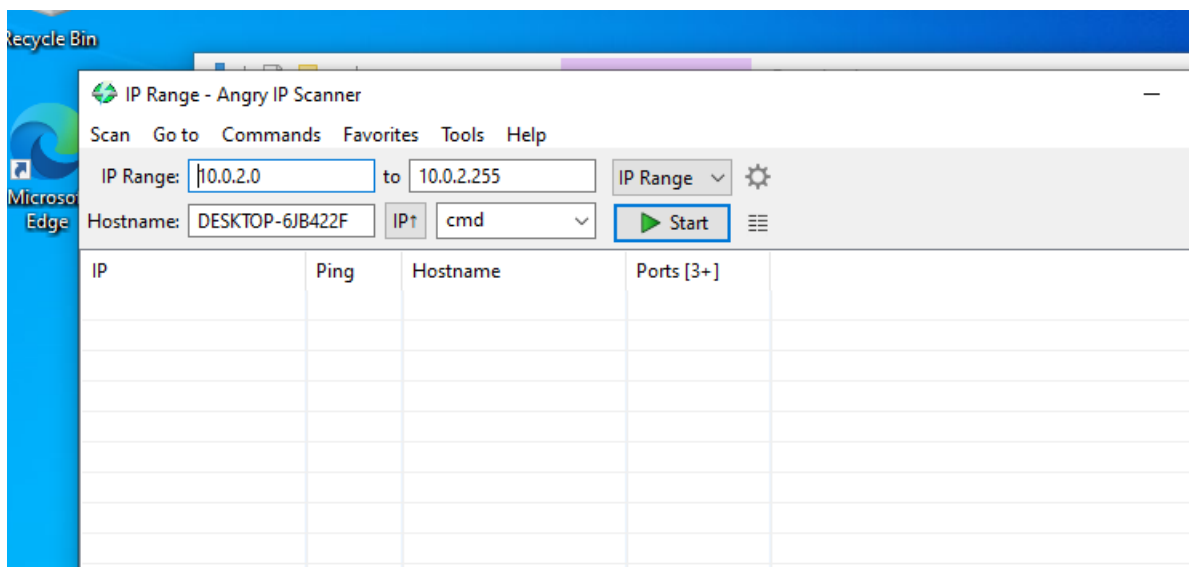 Recycle Bin
IP Range - Angry IP Scanner
Scan Go to Commands Favorites Tools Help
IP Range: 10.0.2.0 to 10.0.2.255 IP Range
Microsof
Edge
Hostname: DESKTOP-6JB422F IP↑ cmd Start
IP Ping Hostname Ports [3+]